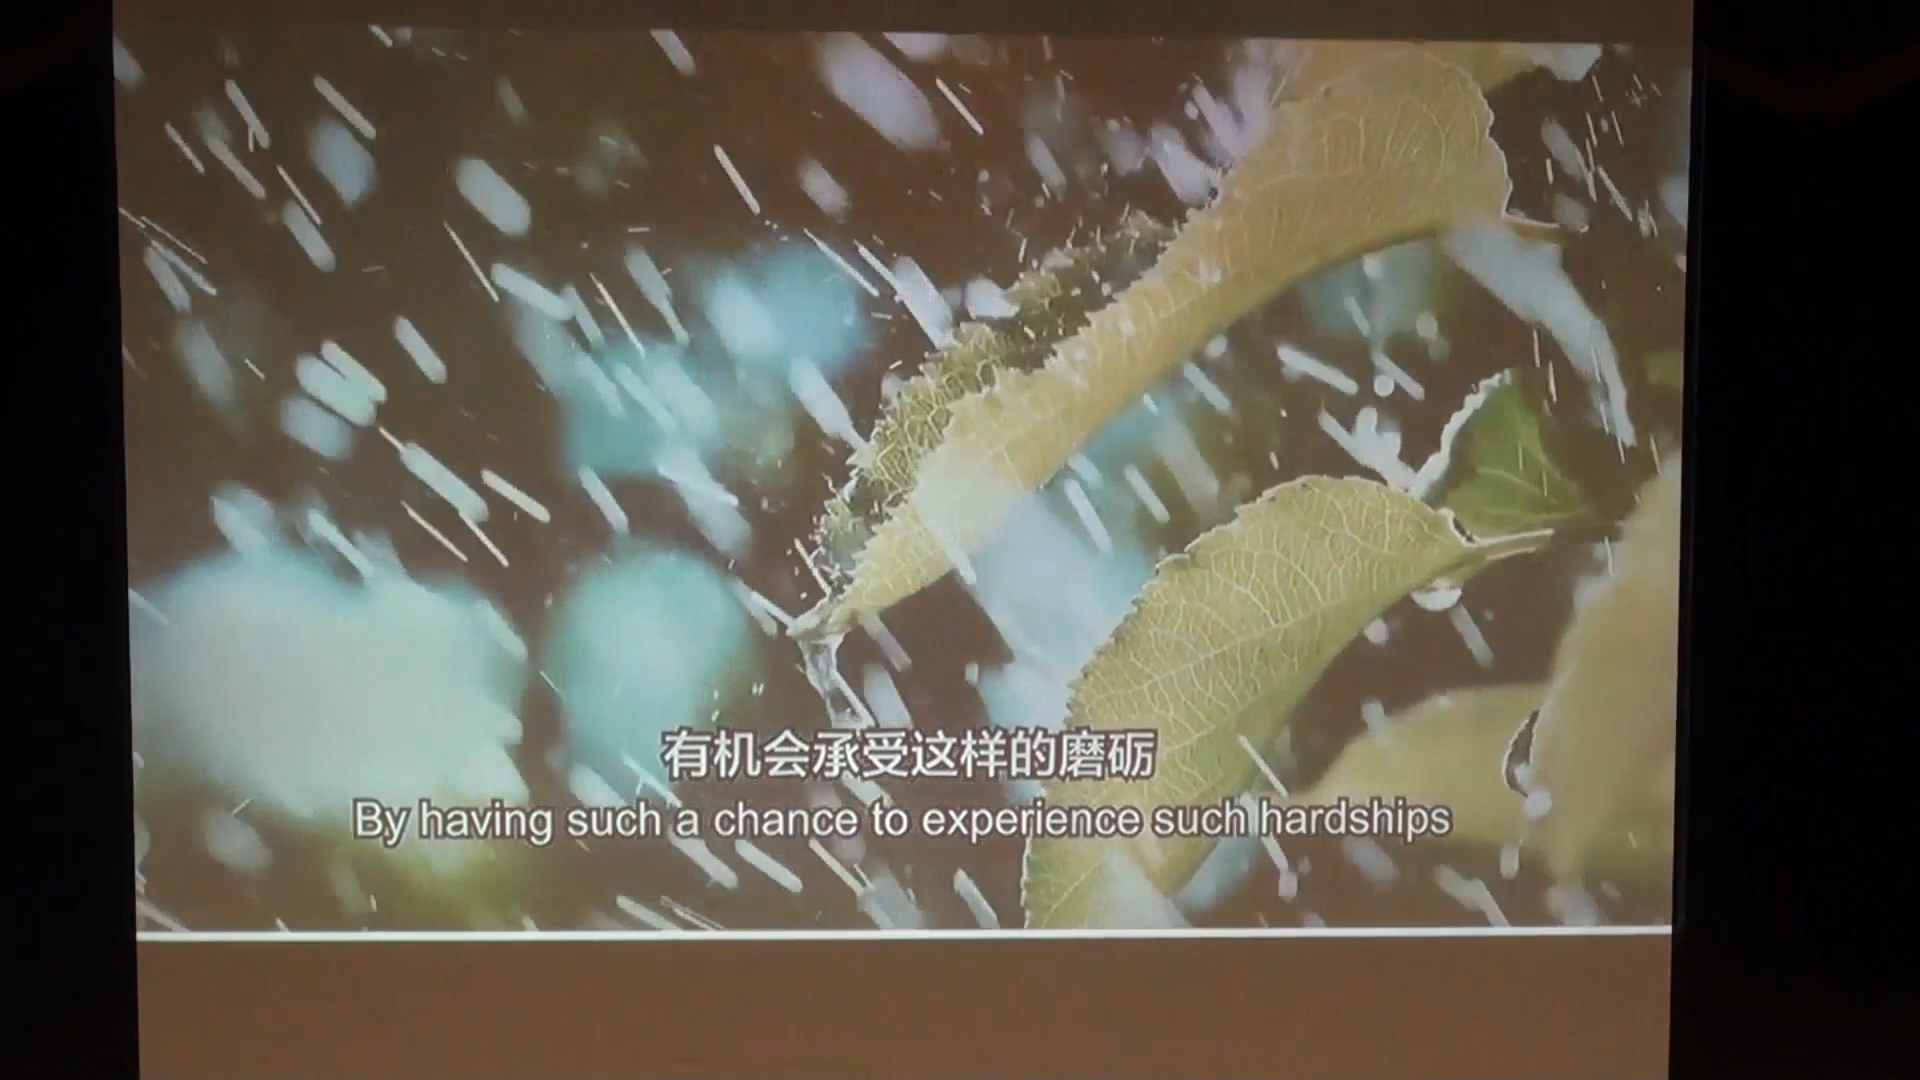 有机会承受这样的磨砺
By having such a chance to experience such hardships